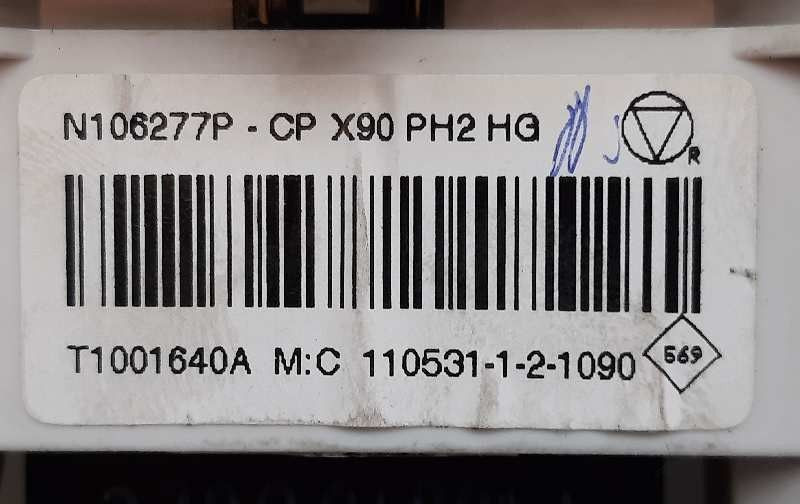 N106277P - CP X90 PH2 HG
R
T1001640A M:C 110531-1-2-1090
569